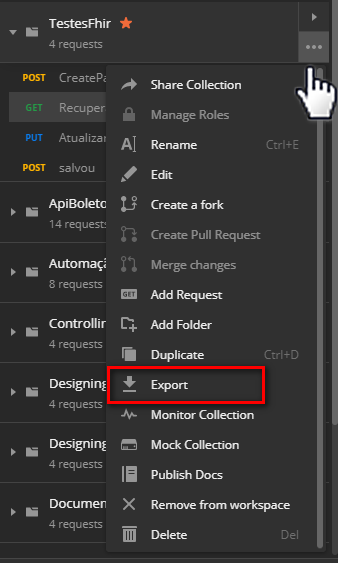 TestesFhir
4 requests
POST CreatePa
GET Recupera
PUT Atualizar
POST salvou
ApiBoleto
14 requests
Automaçã
8 requests
Controllin
4 requests
Designing
4 requests
Designing
4 requests
Documen
4 requests
Share Collection
Manage Roles
Rename Ctrl+E
Edit
Create a fork
Create Pull Request
Merge changes
GET Add Request
Add Folder
Duplicate Ctrl+D
Export
Monitor Collection
Mock Collection
Publish Docs
Remove from workspace
Delete Del